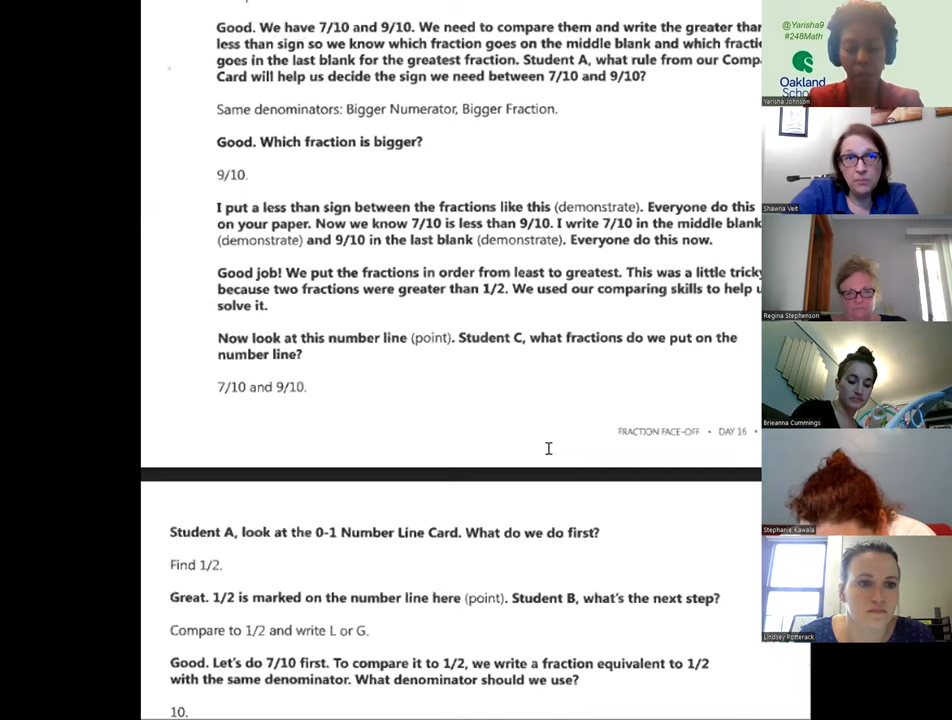 Good. We have 7/10 and 9/10. We need to compare them and write the greater than
less than sign so we know which fraction goes on the middle blank and which fracti
goes in the last blank for the greatest fraction. Student A, what rule from our Comp
Card will help us decide the sign we need between 7/10 and 9/10?
Same denominators: Bigger Numerator, Bigger Fraction.
Good. Which fraction is bigger?
9/10.
I put a less than sign between the fractions like this (demonstrate). Everyone do this
on your paper. Now we know 7/10 is less than 9/10. I write 7/10 in the middle blank
(demonstrate) and 9/10 in the last blank (demonstrate). Everyone do this now.
Good job! We put the fractions in order from least to greatest. This was a little tricky
because two fractions were greater than 1/2. We used our comparing skills to help u
solve it.
Now look at this number line (point). Student C, what fractions do we put on the
number line?
7/10 and 9/10.
FRACTION FACE-OFF • DAY 16 •
Student A, look at the 0-1 Number Line Card. What do we do first?
Find 1/2.
Great. 1/2 is marked on the number line here (point). Student B, what's the next step?
Compare to 1/2 and write L or G.
Good. Let's do 7/10 first. To compare it to 1/2, we write a fraction equivalent to 1/2
with the same denominator. What denominator should we use?
10.
@Yarisha9
#248Math
Oakland
Scho
Yarisha Johnson
Shawna Veit
Regina Stephenson
Brieanna Cummings
Stephanie Kawala
Lindsey Potterack